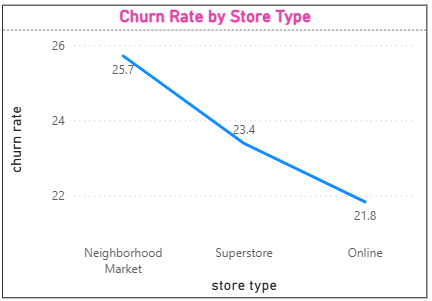 Churn Rate by Store Type
26
24
22
churn rate
25.7
23.4
21.8
Neighborhood
Market
Superstore
Online
store type